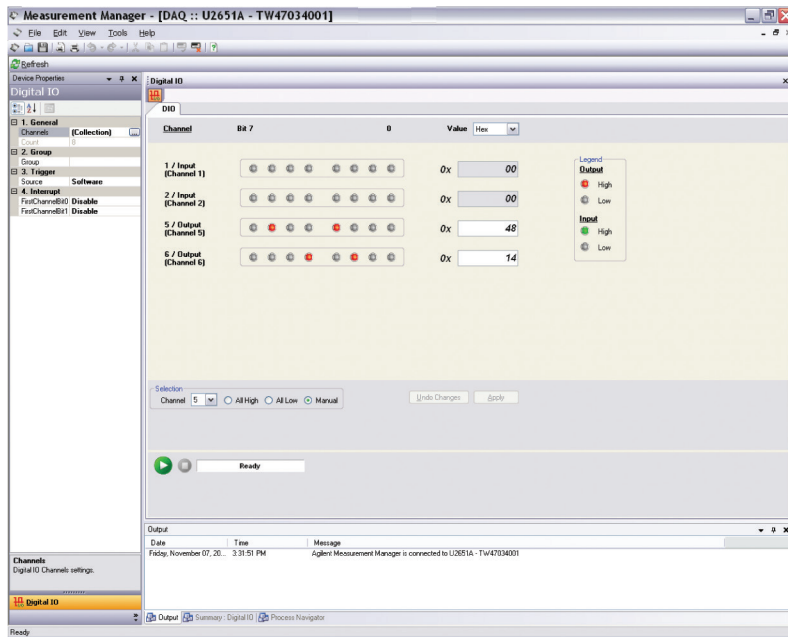 Measurement Manager - [DAQ :: U2651A - TW47034001]
File Edit View Tools Help
Refresh
Device Properties
Digital IO
1. General
Channels (Collection) ...
Count 8
2. Group
Group
3. Trigger
Source Software
4. Interrupt
FirstChannelBit0 Disable
FirstChannelBit1 Disable
Channels
Digital IO Channels settings.
Digital IO
Digital IO
DIO
Channel Bit 7 0 Value Hex
1 / Input
(Channel 1) 0x 00
2 / Input
(Channel 2) 0x 00
5 / Output
(Channel 5) 0x 48
6 / Output
(Channel 6) 0x 14
Legend
Output
High
Low
Input
High
Low
Selection
Channel 5 All High All Low Manual
Undo Changes Apply
Ready
Output
Date Time Message
Friday, November 07, 20... 3:31:51 PM Agilent Measurement Manager is connected to U2651A - TW47034001
Output Summary : Digital IO Process Navigator
Ready